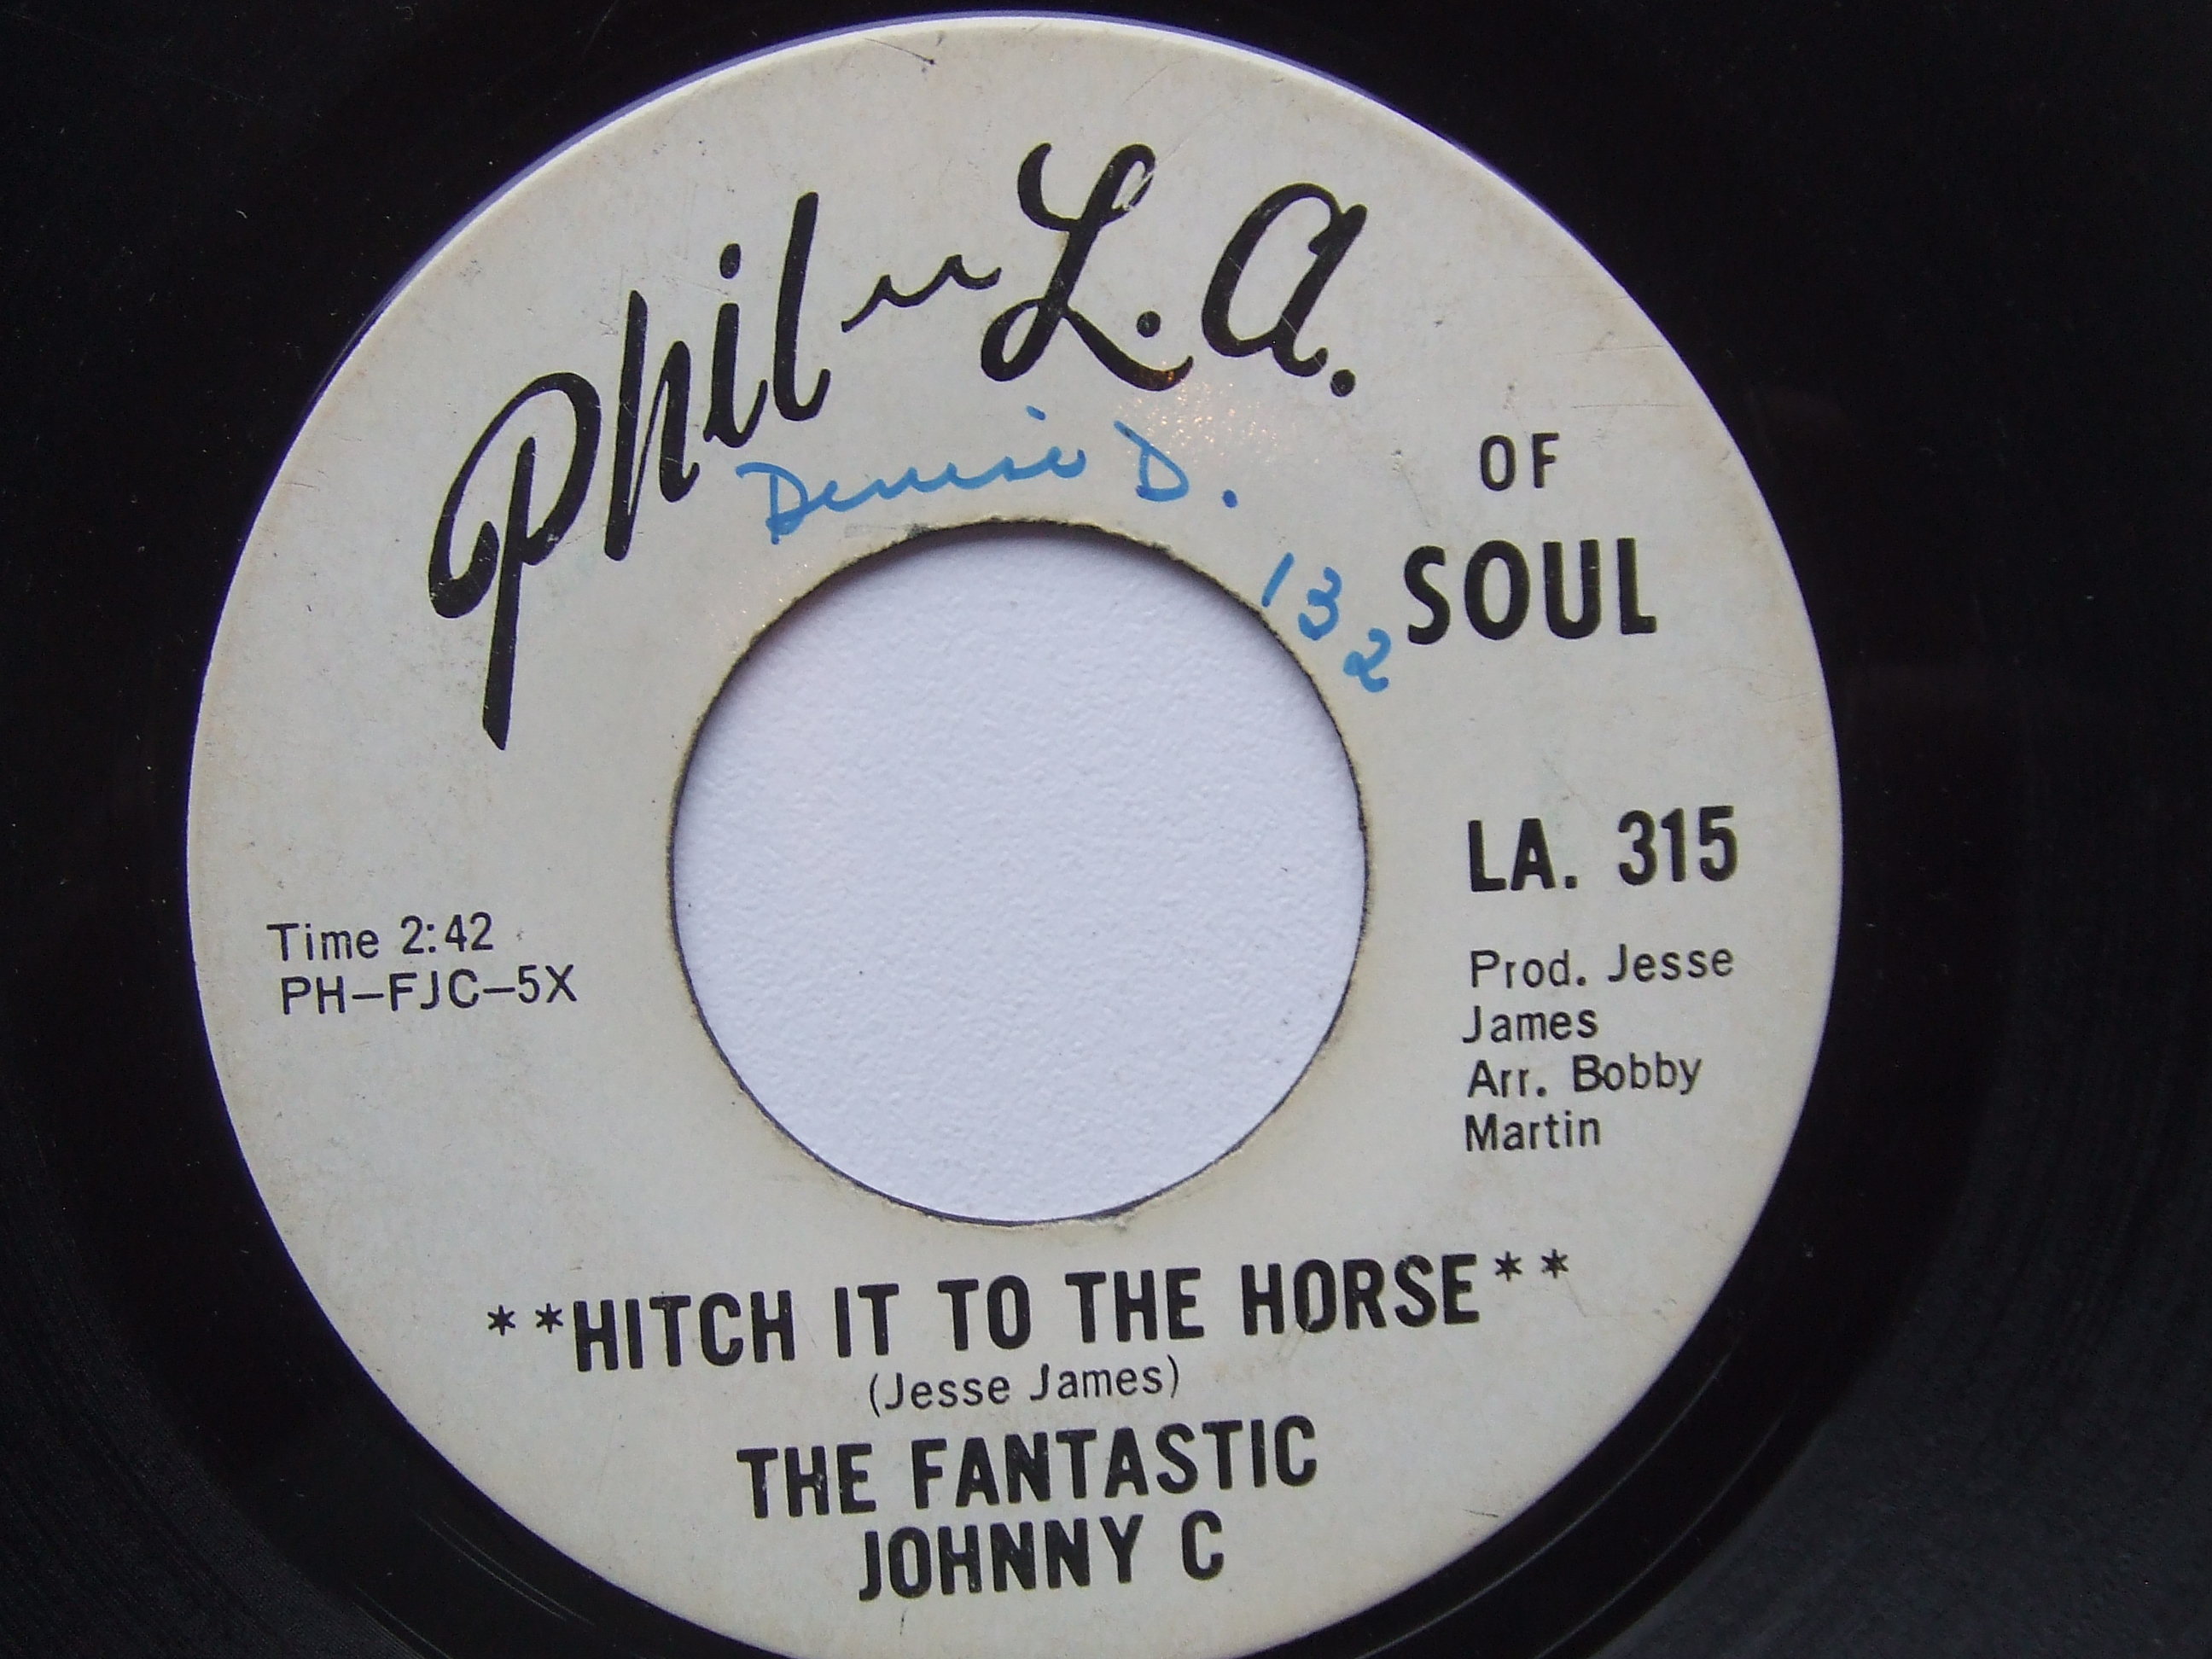 Phil-L.A.
OF
SOUL
Denise D.
132
LA. 315
Time 2:42
PH-FJC-5X
Prod. Jesse
James
Arr. Bobby
Martin
**HITCH IT TO THE HORSE**
(Jesse James)
THE FANTASTIC
JOHNNY C